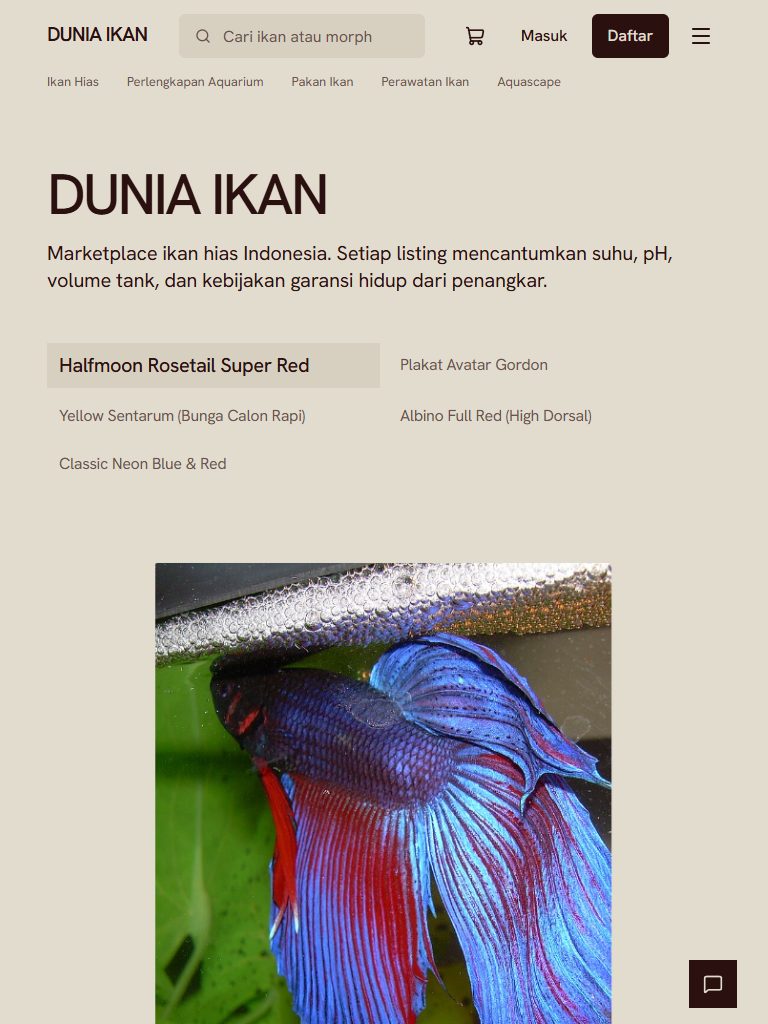 DUNIA IKAN
Cari ikan atau morph
Masuk
Daftar
Ikan Hias
Perlengkapan Aquarium
Pakan Ikan
Perawatan Ikan
Aquascape
DUNIA IKAN
Marketplace ikan hias Indonesia. Setiap listing mencantumkan suhu, pH,
volume tank, dan kebijakan garansi hidup dari penangkar.
Halfmoon Rosetail Super Red
Plakat Avatar Gordon
Yellow Sentarum (Bunga Calon Rapi)
Albino Full Red (High Dorsal)
Classic Neon Blue & Red